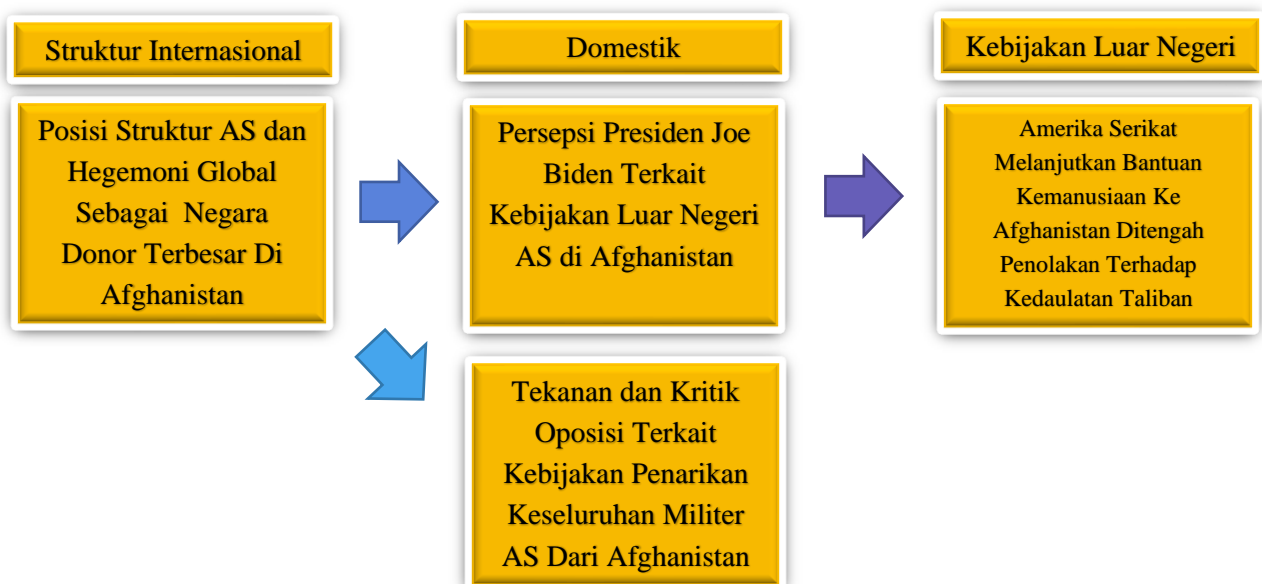 Struktur Internasional
Posisi Struktur AS dan
Hegemoni Global
Sebagai Negara
Donor Terbesar Di
Afghanistan
Domestik
Persepsi Presiden Joe
Biden Terkait
Kebijakan Luar Negeri
AS di Afghanistan
Tekanan dan Kritik
Oposisi Terkait
Kebijakan Penarikan
Keseluruhan Militer
AS Dari Afghanistan
Kebijakan Luar Negeri
Amerika Serikat
Melanjutkan Bantuan
Kemanusiaan Ke
Afghanistan Ditengah
Penolakan Terhadap
Kedaulatan Taliban